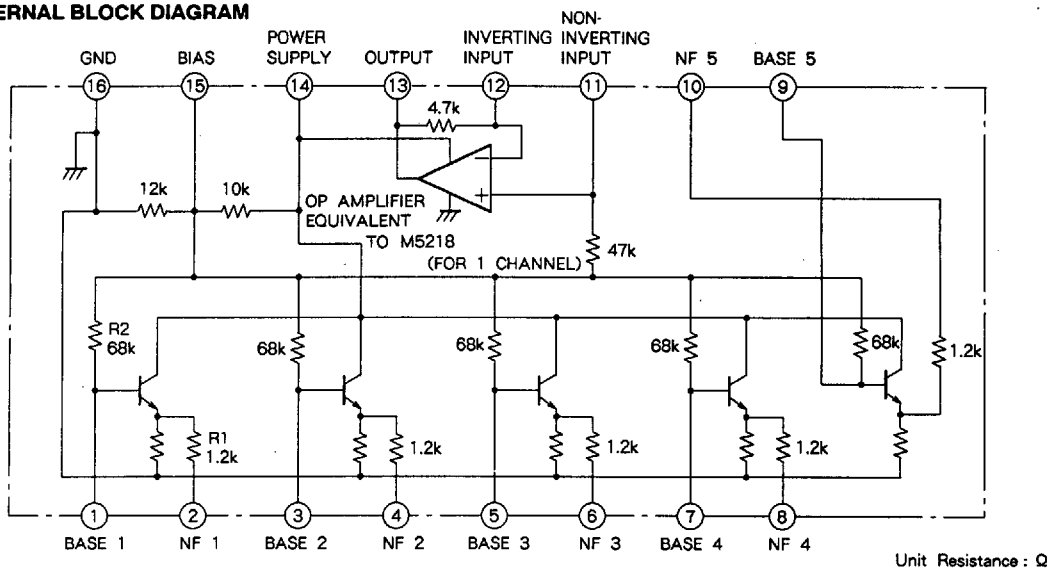 ERNAL BLOCK DIAGRAM
GND
BIAS
POWER
SUPPLY
OUTPUT
INVERTING
INPUT
NON-
INVERTING
INPUT
NF 5
BASE 5
16
15
14
13
12
11
10
9
4.7k
12k
10k
OP AMPLIFIER
EQUIVALENT
TO M5218
(FOR 1 CHANNEL)
47k
R2
68k
68k
68k
68k
68k
1.2k
R1
1.2k
1.2k
1.2k
1.2k
1
2
3
4
5
6
7
8
BASE 1
NF 1
BASE 2
NF 2
BASE 3
NF 3
BASE 4
NF 4
Unit Resistance : Ω